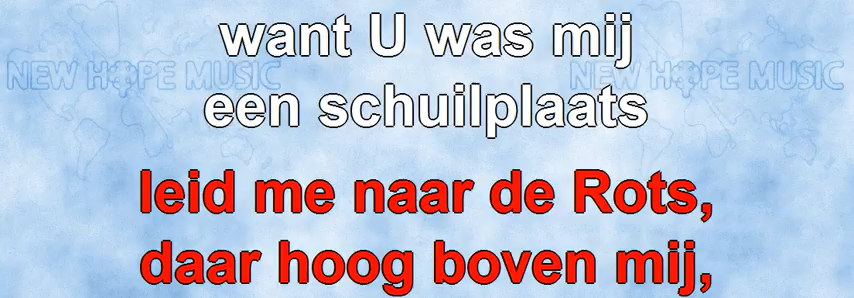 want U was mij
NEW HOPE MUSIC NEW HOPE MUSIC
een schuilplaats
leid me naar de Rots,
daar hoog boven mij,